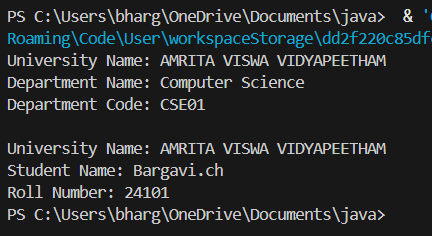 PS C:\Users\bharg\OneDrive\Documents\java>  & '
Roaming\Code\User\workspaceStorage\dd2f220c85df
University Name: AMRITA VISWA VIDYAPEETHAM
Department Name: Computer Science
Department Code: CSE01
University Name: AMRITA VISWA VIDYAPEETHAM
Student Name: Bargavi.ch
Roll Number: 24101
PS C:\Users\bharg\OneDrive\Documents\java>